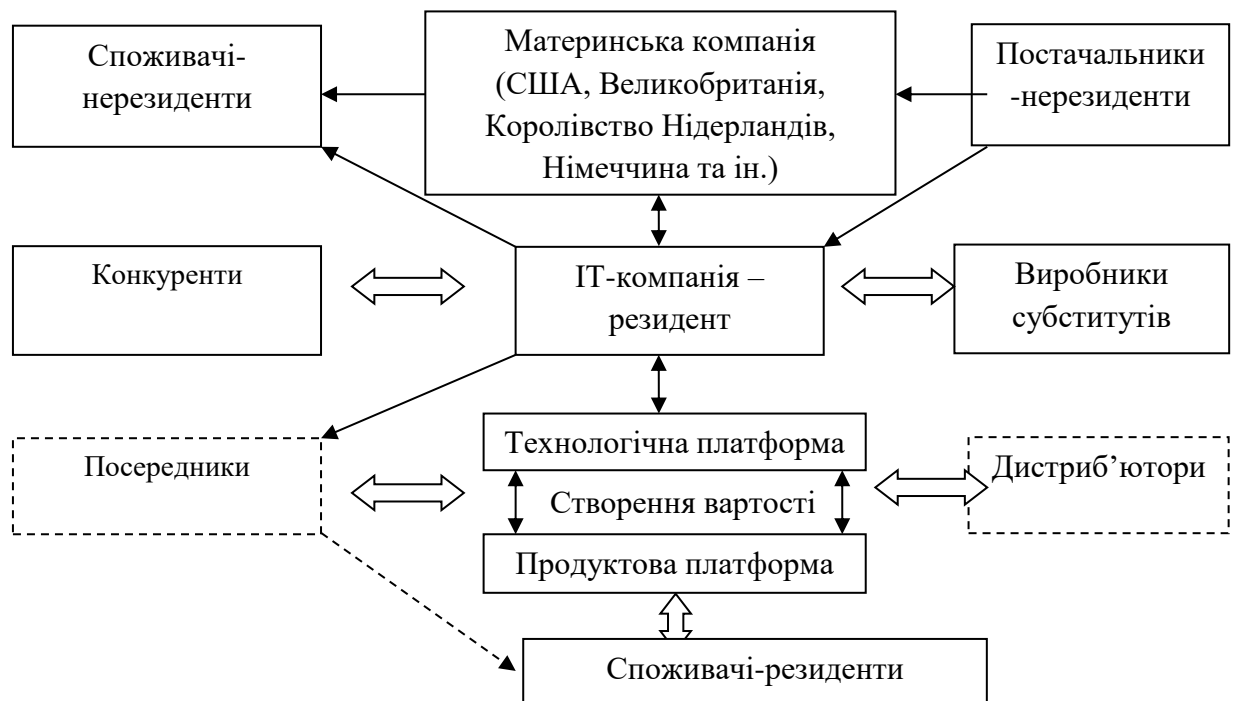 Споживачі-
нерезиденти
Материнська компанія
(США, Великобританія,
Королівство Нідерландів,
Німеччина та ін.)
Постачальники
-нерезиденти
Конкуренти
ІТ-компанія –
резидент
Виробники
субститутів
Посередники
Технологічна платформа
Створення вартості
Продуктова платформа
Дистриб’ютори
Споживачі-резиденти